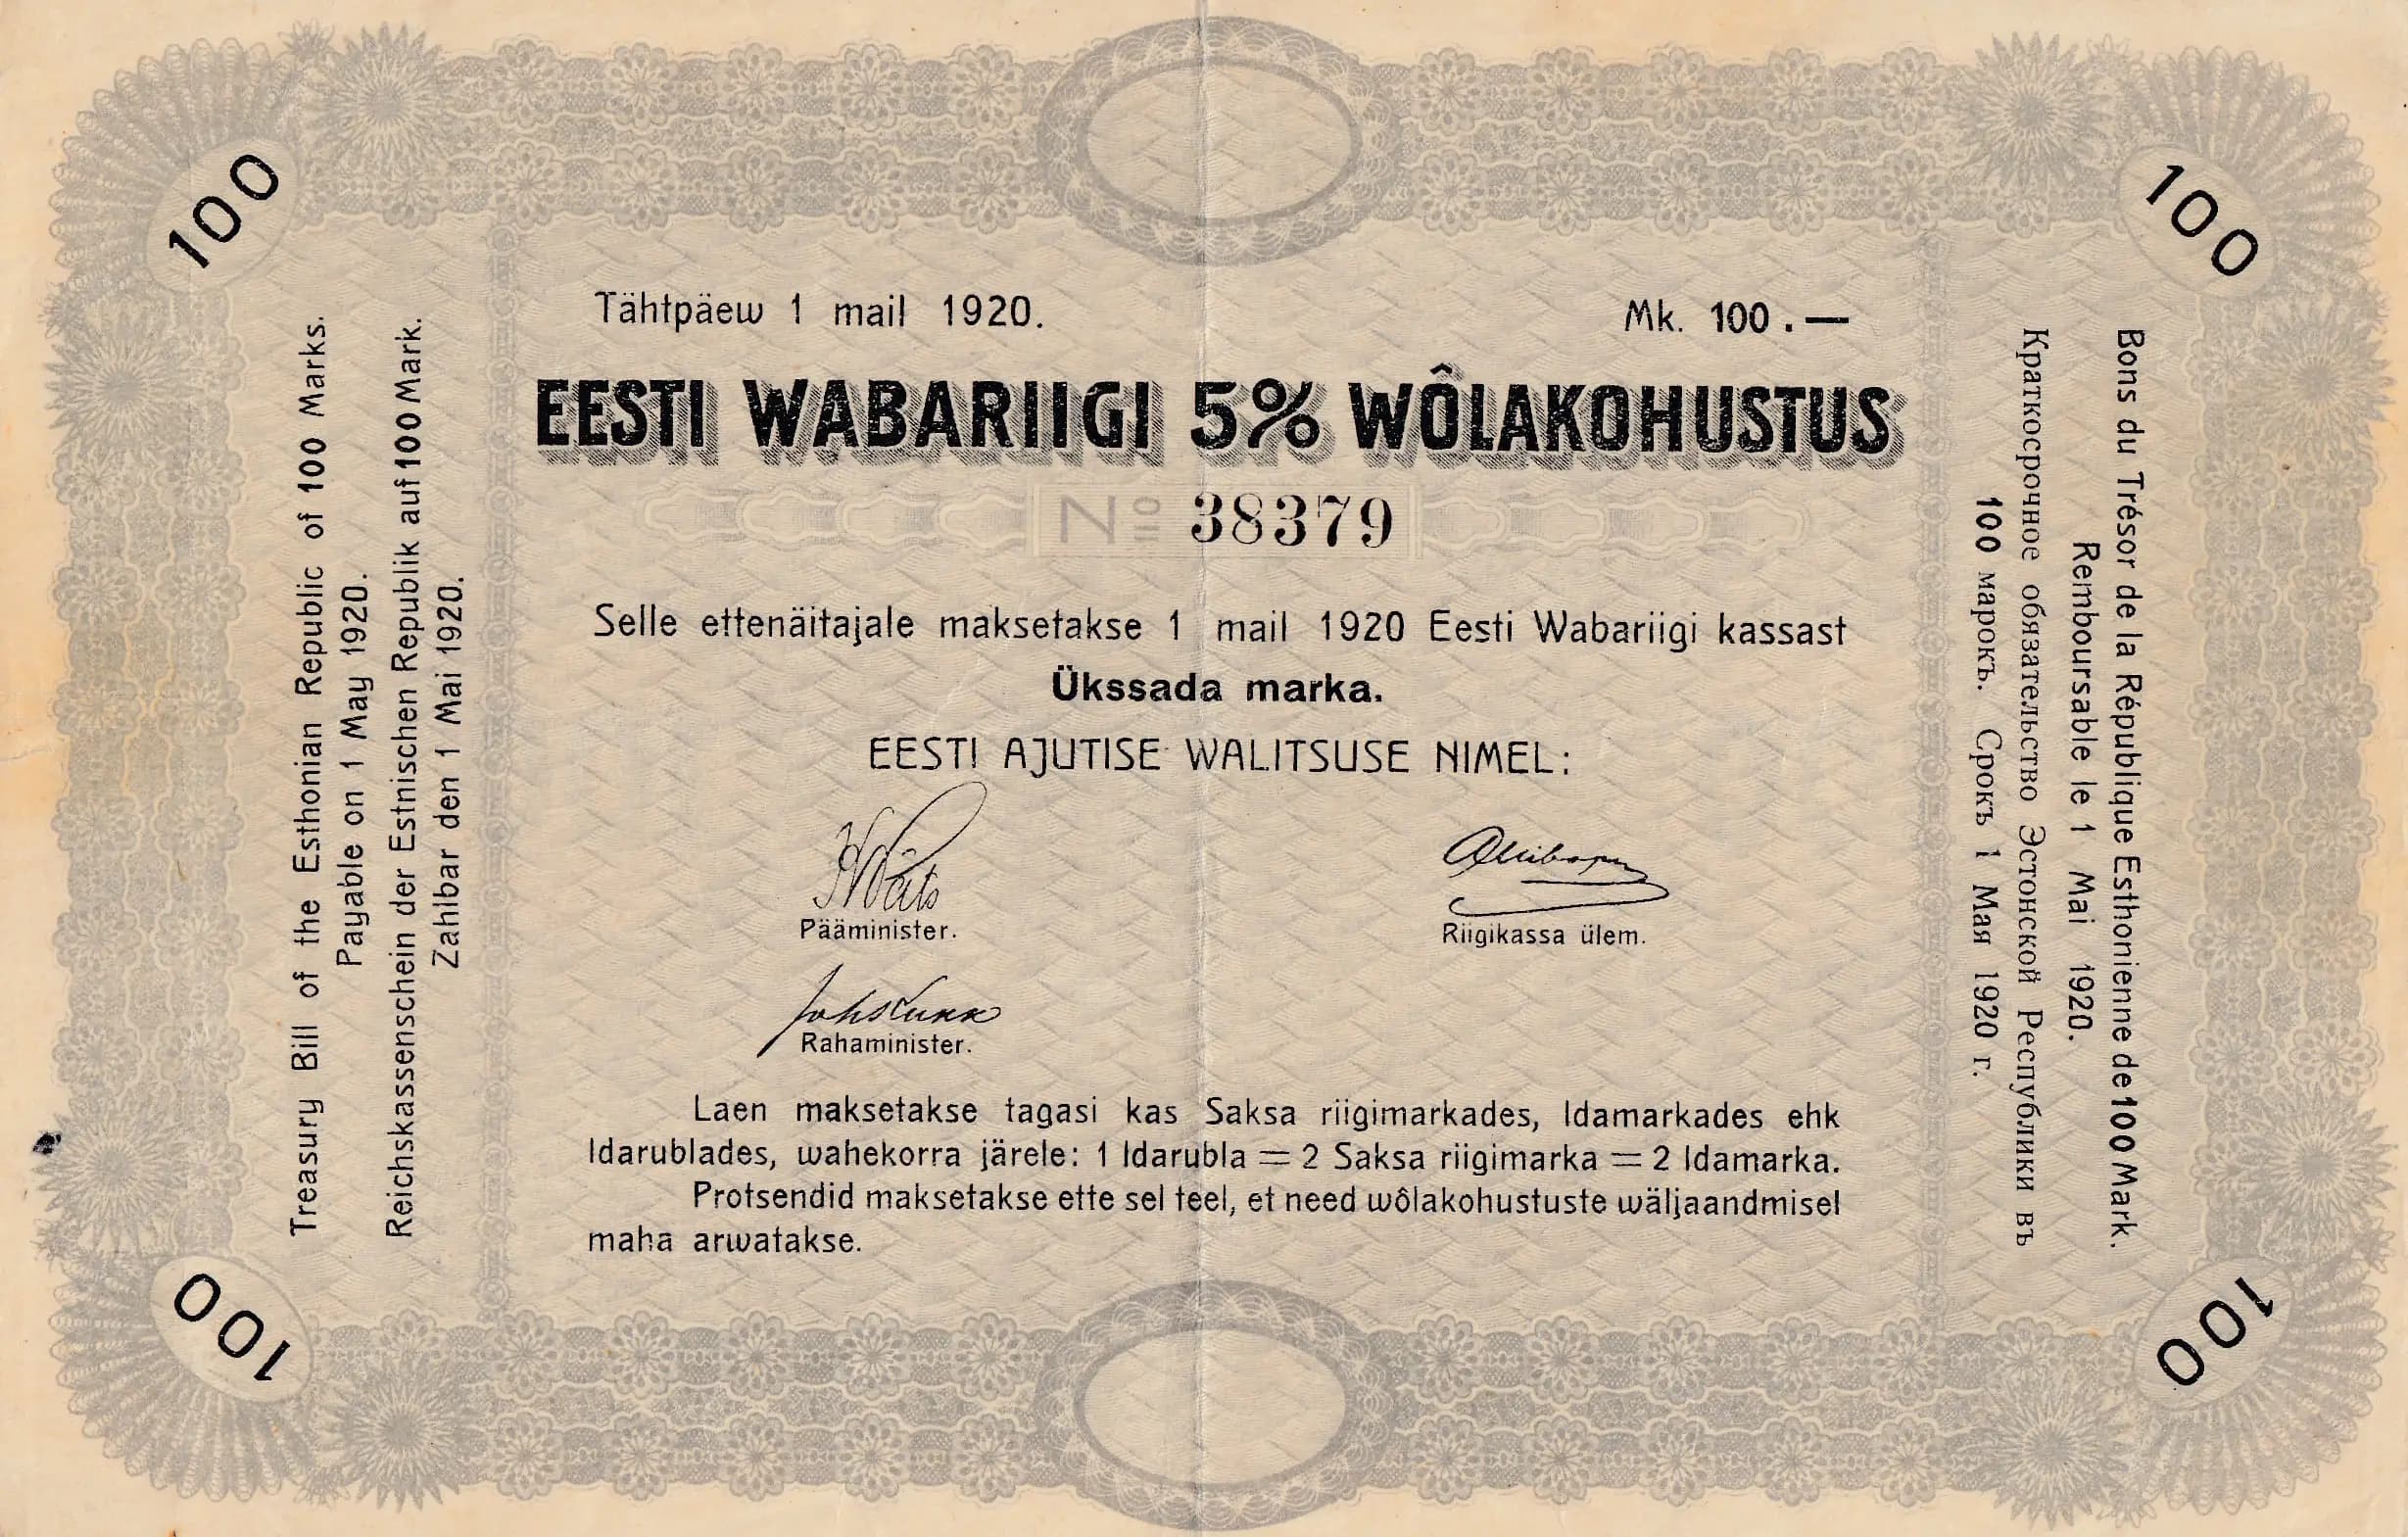 100
100
Tähtpäew 1 mail 1920.
Mk. 100.—
EESTI WABARIIGI 5% WÔLAKOHUSTUS
No 38379
Selle ettenäitajale maksetakse 1 mail 1920 Eesti Wabariigi kassast
Ükssada marka.
EESTI AJUTISE WALITSUSE NIMEL:
K Päts
Pääminister.
Riigikassa ülem.
Johs Kukk
Rahaminister.
Laen maksetakse tagasi kas Saksa riigimarkades, Idamarkades ehk
Idarublades, wahekorra järele: 1 Idarubla = 2 Saksa riigimarka = 2 Idamarka.
Protsendid maksetakse ette sel teel, et need wôlakohustuste wäljaandmisel
maha arwatakse.
Treasury Bill of the Esthonian Republic of 100 Marks.
Payable on 1 May 1920.
Reichskassenschein der Estnischen Republik auf 100 Mark.
Zahlbar den 1 Mai 1920.
Bons du Trésor de la République Esthonienne de 100 Mark.
Remboursable le 1 Mai 1920.
Краткосрочное обязательство Эстонской Республики въ
100 марокъ. Срокъ 1 Мая 1920 г.
100
100